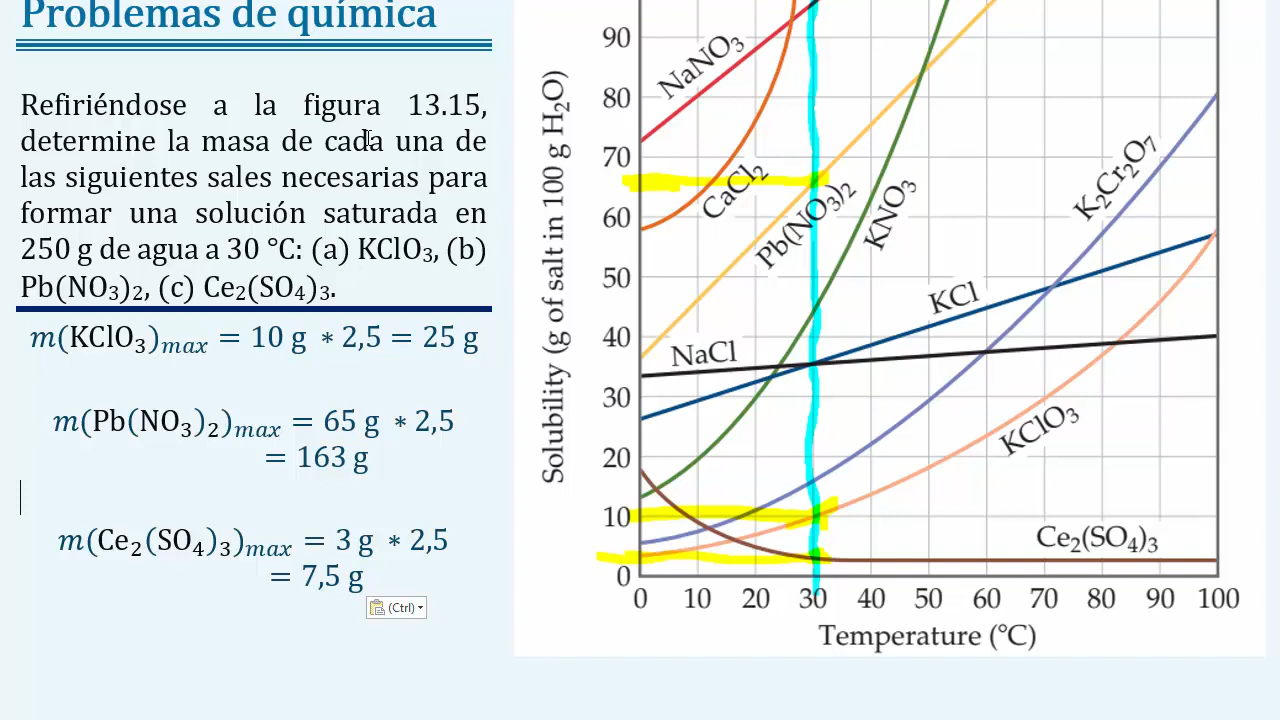 Problemas de química
Refiriéndose a la figura 13.15,
determine la masa de cada una de
las siguientes sales necesarias para
formar una solución saturada en
250 g de agua a 30 °C: (a) KClO₃, (b)
Pb(NO₃)₂, (c) Ce₂(SO₄)₃.
m(KClO₃)max = 10 g * 2,5 = 25 g
m(Pb(NO₃)₂)max = 65 g * 2,5
= 163 g
m(Ce₂(SO₄)₃)max = 3 g * 2,5
= 7,5 g
(Ctrl)
Solubility (g of salt in 100 g H₂O)
90
80
70
60
50
40
30
20
10
0
NaNO₃
CaCl₂
Pb(NO₃)₂
KNO₃
K₂Cr₂O₇
KCl
NaCl
KClO₃
Ce₂(SO₄)₃
0 10 20 30 40 50 60 70 80 90 100
Temperature (°C)